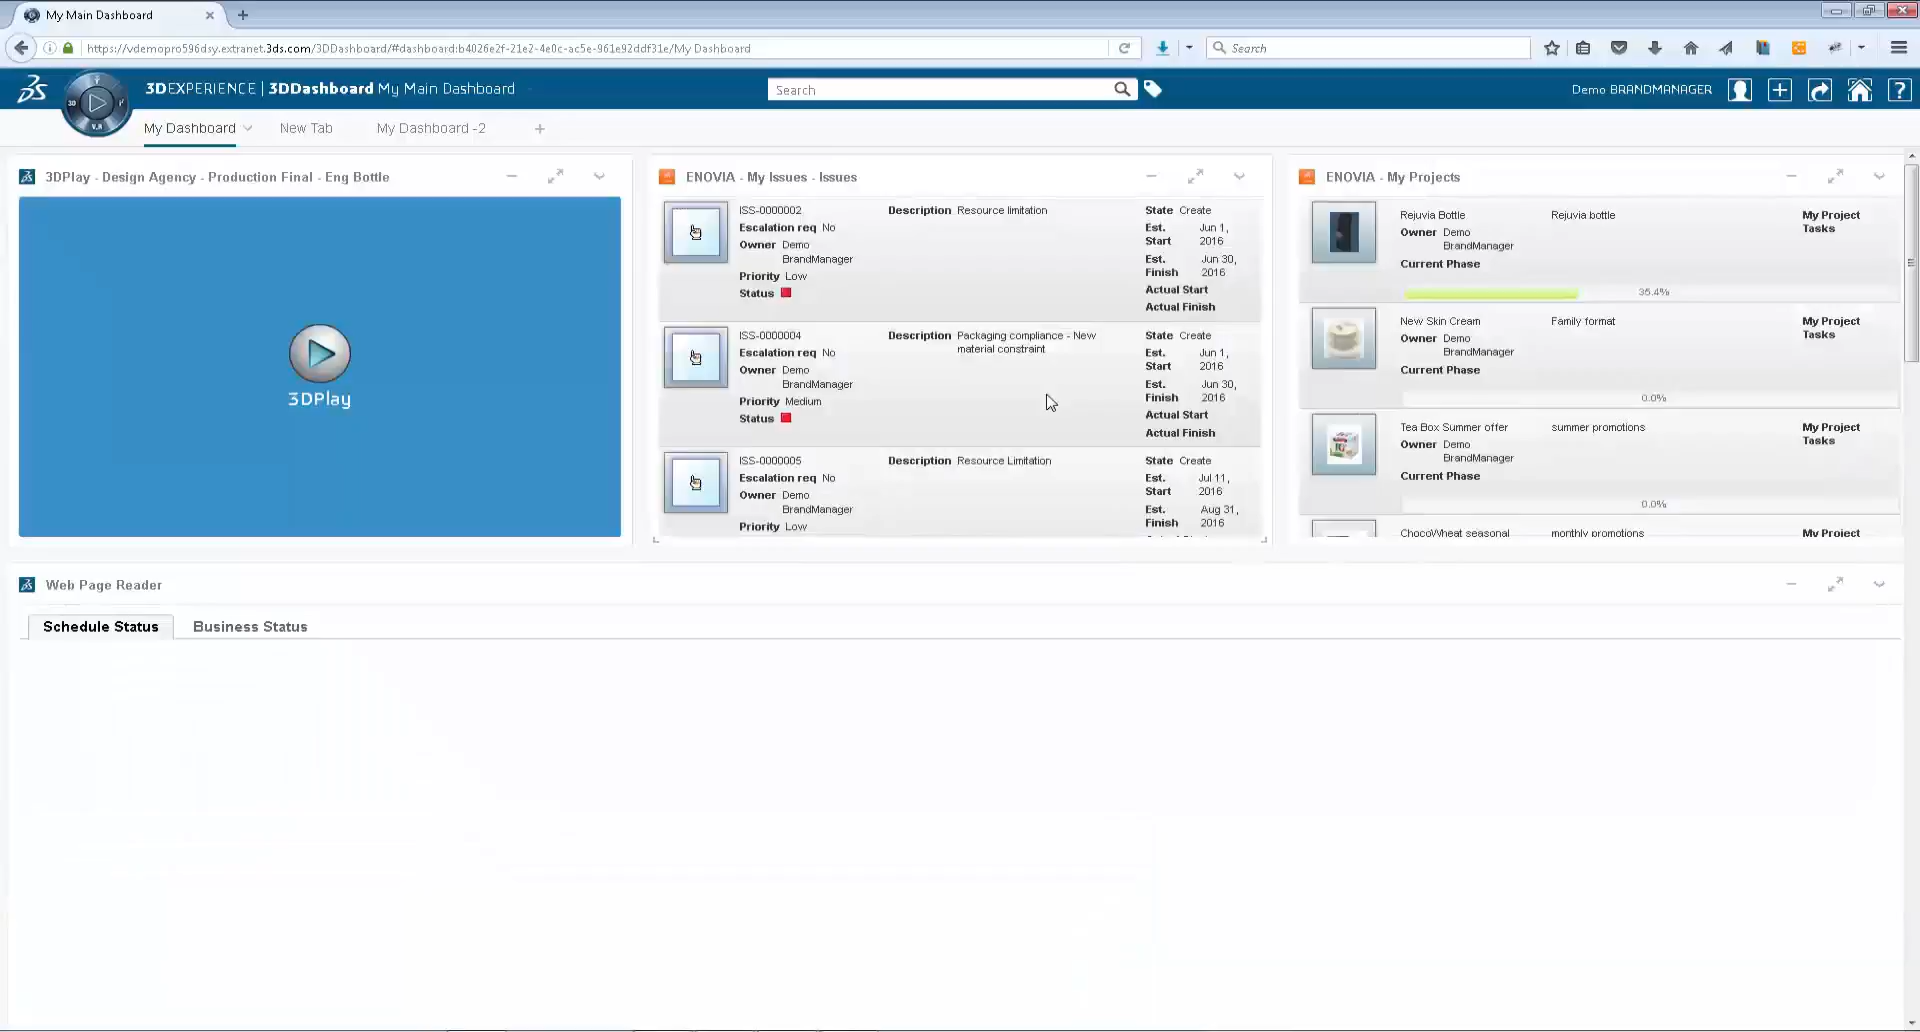 My Main Dashboard
https://vdemopro596dsy.extranet.3ds.com/3DDashboard/#dashboard:b4026e2f-21e2-4e0c-ac5e-961e92ddf31e/My Dashboard
Search
3DEXPERIENCE | 3DDashboard My Main Dashboard
Search
Demo BRANDMANAGER
My Dashboard
New Tab
My Dashboard -2
3DPlay - Design Agency - Production Final - Eng Bottle
3DPlay
ENOVIA - My Issues - Issues
ISS-0000002
Escalation req No
Owner Demo
BrandManager
Priority Low
Status
Description Resource limitation
State Create
Est. Jun 1,
Start 2016
Est. Jun 30,
Finish 2016
Actual Start
Actual Finish
ISS-0000004
Escalation req No
Owner Demo
BrandManager
Priority Medium
Status
Description Packaging compliance - New
material constraint
State Create
Est. Jun 1,
Start 2016
Est. Jun 30,
Finish 2016
Actual Start
Actual Finish
ISS-0000005
Escalation req No
Owner Demo
BrandManager
Priority Low
Description Resource Limitation
State Create
Est. Jul 11,
Start 2016
Est. Aug 31,
Finish 2016
ENOVIA - My Projects
Rejuvia Bottle
Owner Demo
BrandManager
Current Phase
Rejuvia bottle
My Project
Tasks
35.4%
New Skin Cream
Owner Demo
BrandManager
Current Phase
Family format
My Project
Tasks
0.0%
Tea Box Summer offer
Owner Demo
BrandManager
Current Phase
summer promotions
My Project
Tasks
0.0%
ChocoWheat seasonal
monthly promotions
My Project
Web Page Reader
Schedule Status
Business Status